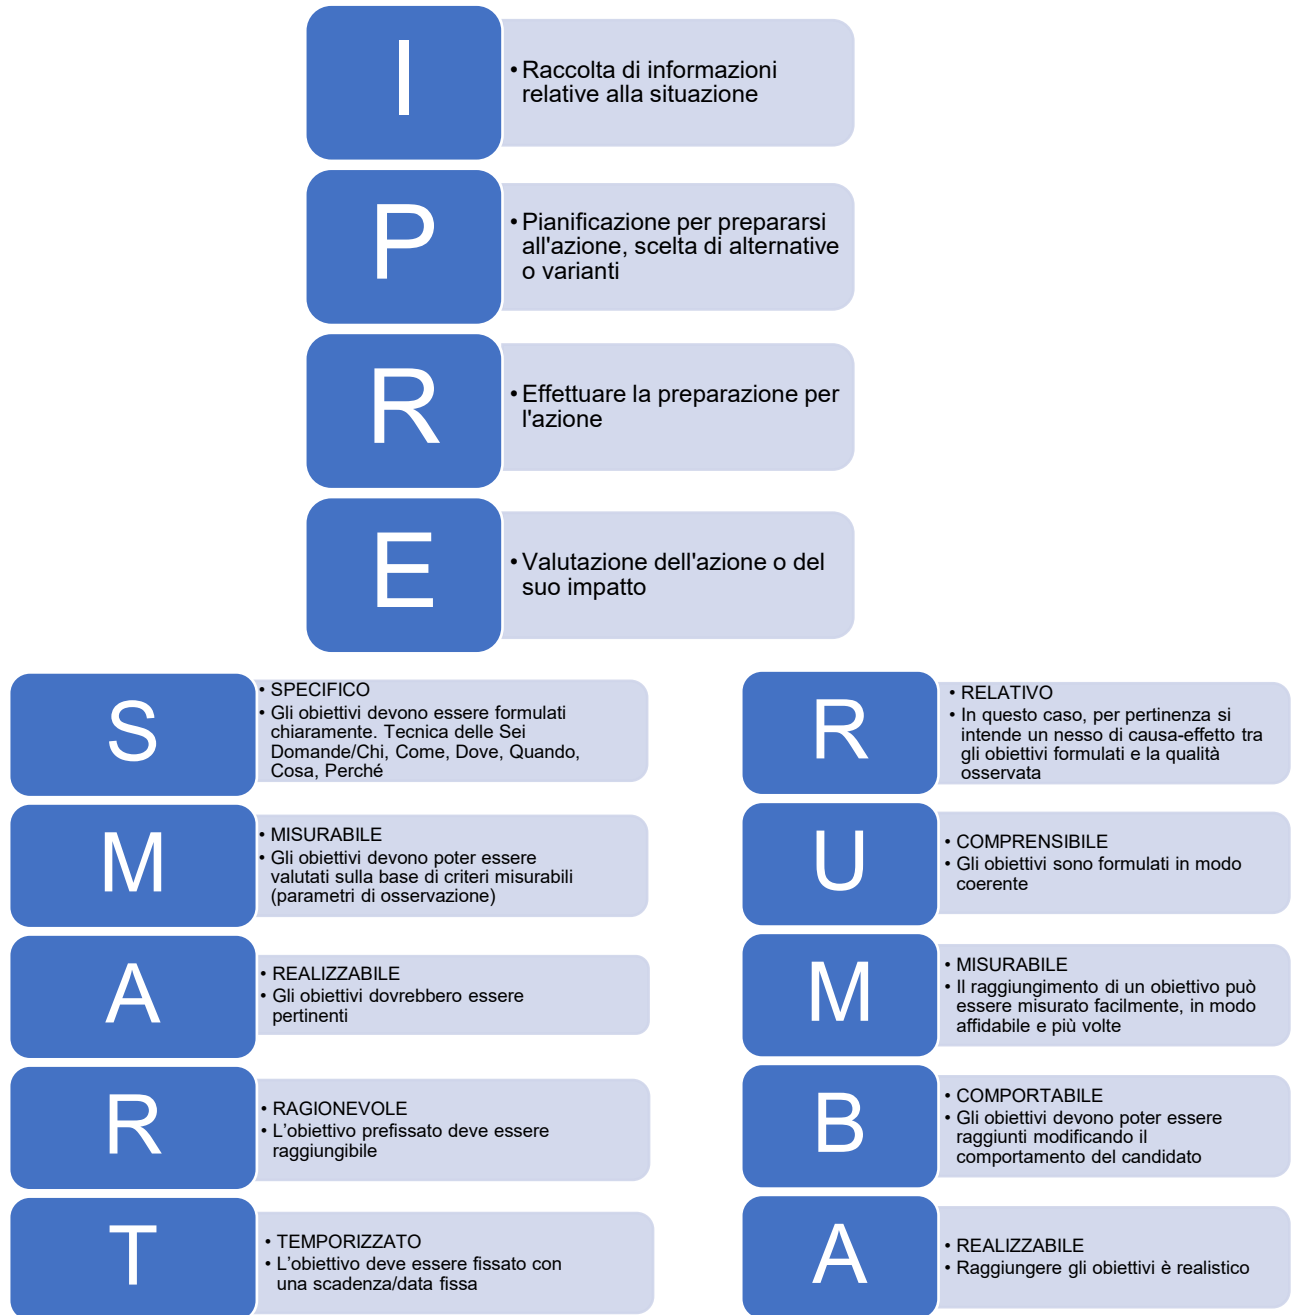 I
• Raccolta di informazioni
relative alla situazione
P
• Pianificazione per prepararsi
all'azione, scelta di alternative
o varianti
R
• Effettuare la preparazione per
l'azione
E
• Valutazione dell'azione o del
suo impatto
S
• SPECIFICO
• Gli obiettivi devono essere formulati
chiaramente. Tecnica delle Sei
Domande/Chi, Come, Dove, Quando,
Cosa, Perché
M
• MISURABILE
• Gli obiettivi devono poter essere
valutati sulla base di criteri misurabili
(parametri di osservazione)
A
• REALIZZABILE
• Gli obiettivi dovrebbero essere
pertinenti
R
• RAGIONEVOLE
• L'obiettivo prefissato deve essere
raggiungibile
T
• TEMPORIZZATO
• L'obiettivo deve essere fissato con
una scadenza/data fissa
R
• RELATIVO
• In questo caso, per pertinenza si
intende un nesso di causa-effetto tra
gli obiettivi formulati e la qualità
osservata
U
• COMPRENSIBILE
• Gli obiettivi sono formulati in modo
coerente
M
• MISURABILE
• Il raggiungimento di un obiettivo può
essere misurato facilmente, in modo
affidabile e più volte
B
• COMPORTABILE
• Gli obiettivi devono poter essere
raggiunti modificando il
comportamento del candidato
A
• REALIZZABILE
• Raggiungere gli obiettivi è realistico